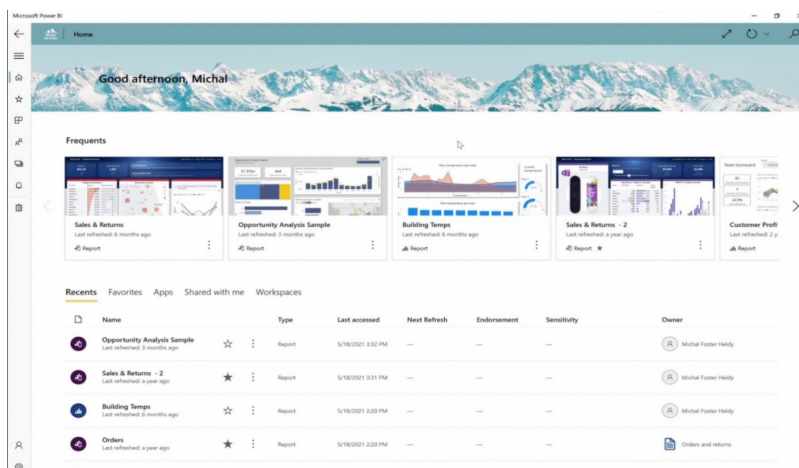 Microsoft Power BI
Home
Good afternoon, Michal
Frequents
Sales & Returns
Last refreshed: 6 months ago
Report
Opportunity Analysis Sample
Last refreshed: 3 months ago
Report
Building Temps
Last refreshed: 6 months ago
Report
Sales & Returns - 2
Last refreshed: a year ago
Report
Team Scorecard
Customer Profi
Last refreshed: 2 y
Report
Recents Favorites Apps Shared with me Workspaces
Name Type Last accessed Next Refresh Endorsement Sensitivity Owner
Opportunity Analysis Sample
Last refreshed: 3 months ago
Report 5/18/2021 3:32 PM — — — Michal Foster Heldy
Sales & Returns - 2
Last refreshed: a year ago
Report 5/18/2021 3:31 PM — — — Michal Foster Heldy
Building Temps
Last refreshed: 6 months ago
Report 5/18/2021 2:20 PM — — — Michal Foster Heldy
Orders
Last refreshed: a year ago
Report 5/18/2021 2:20 PM — — — Orders and returns